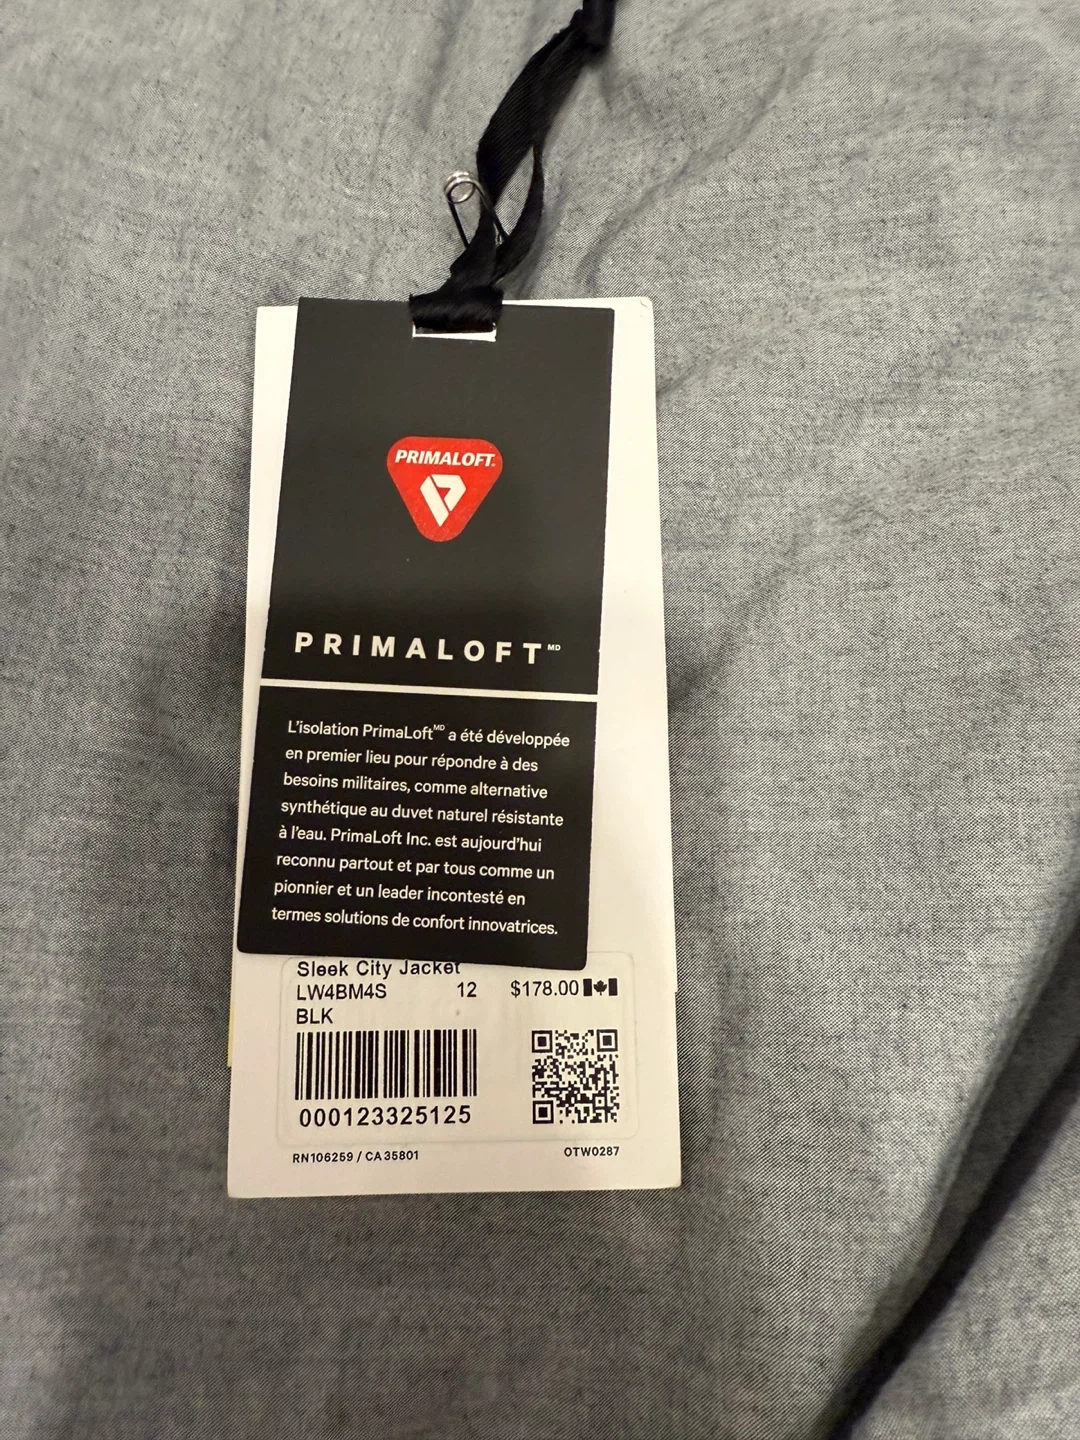 PRIMALOFT
PRIMALOFT MD
L'isolation PrimaLoft MD a été développée
en premier lieu pour répondre à des
besoins militaires, comme alternative
synthétique au duvet naturel résistante
à l'eau. PrimaLoft Inc. est aujourd'hui
reconnu partout et par tous comme un
pionnier et un leader incontesté en
termes solutions de confort innovatrices.
Sleek City Jacket
LW4BM4S 12 $178.00
BLK
000123325125
RN106259 / CA35801 OTW0287